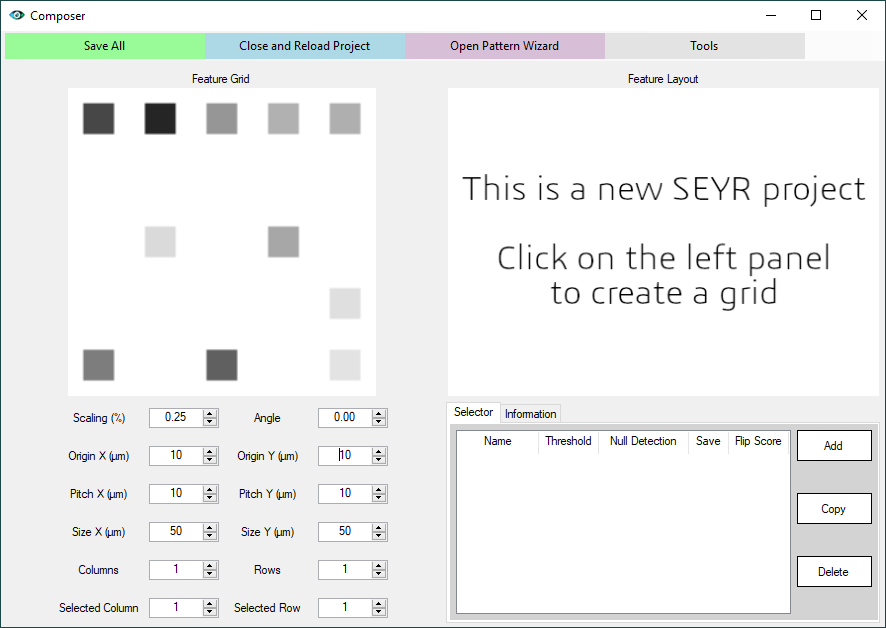 Composer
Save All
Close and Reload Project
Open Pattern Wizard
Tools
Feature Grid
Feature Layout
This is a new SEYR project
Click on the left panel
to create a grid
Scaling (%) 0.25 Angle 0.00
Origin X (µm) 10 Origin Y (µm) 10
Pitch X (µm) 10 Pitch Y (µm) 10
Size X (µm) 50 Size Y (µm) 50
Columns 1 Rows 1
Selected Column 1 Selected Row 1
Selector Information
Name Threshold Null Detection Save Flip Score
Add
Copy
Delete